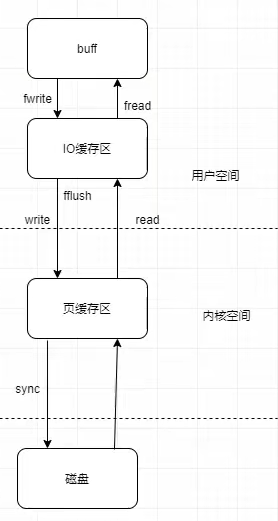 buff
fwrite
fread
IO缓存区
用户空间
fflush
write
read
页缓存区
内核空间
sync
磁盘